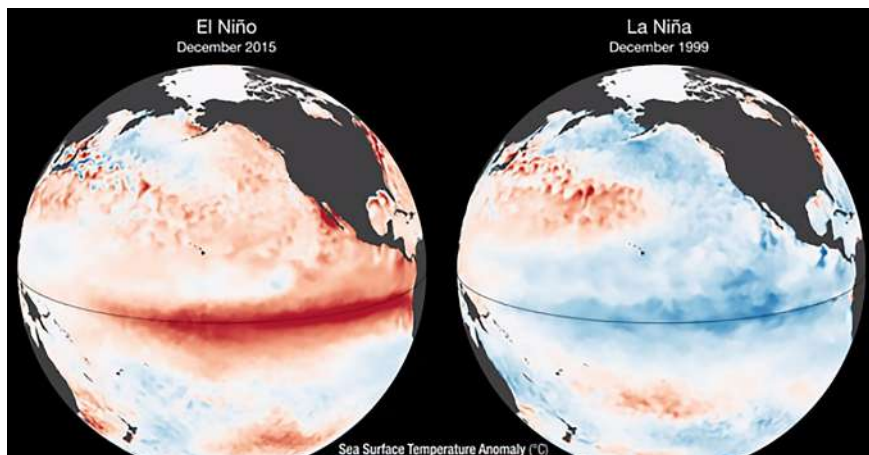 El Niño
December 2015
La Niña
December 1999
Sea Surface Temperature Anomaly (°C)